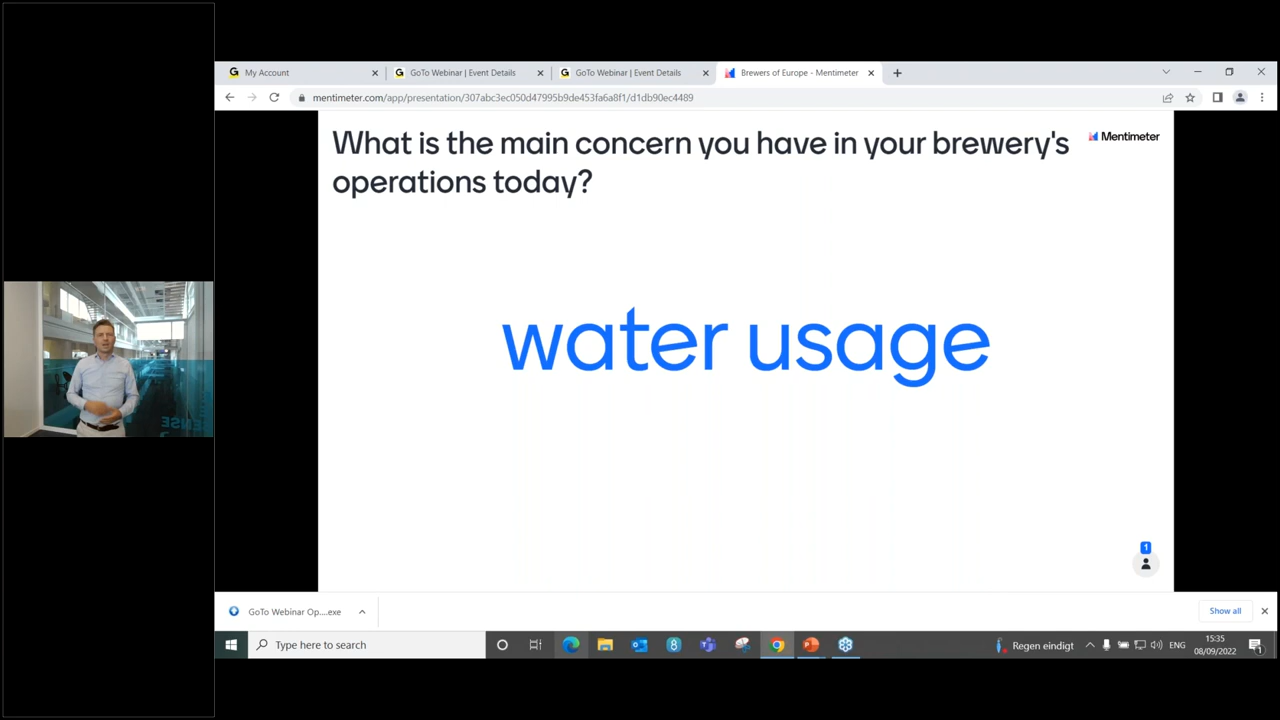 My Account
GoTo Webinar | Event Details
GoTo Webinar | Event Details
Brewers of Europe - Mentimeter
mentimeter.com/app/presentation/307abc3ec050d47995b9de453fa6a8f1/d1db90ec4489
What is the main concern you have in your brewery's
operations today?
Mentimeter
water usage
1
GoTo Webinar Op....exe
Show all
Type here to search
Regen eindigt
ENG
15:35
08/09/2022
1